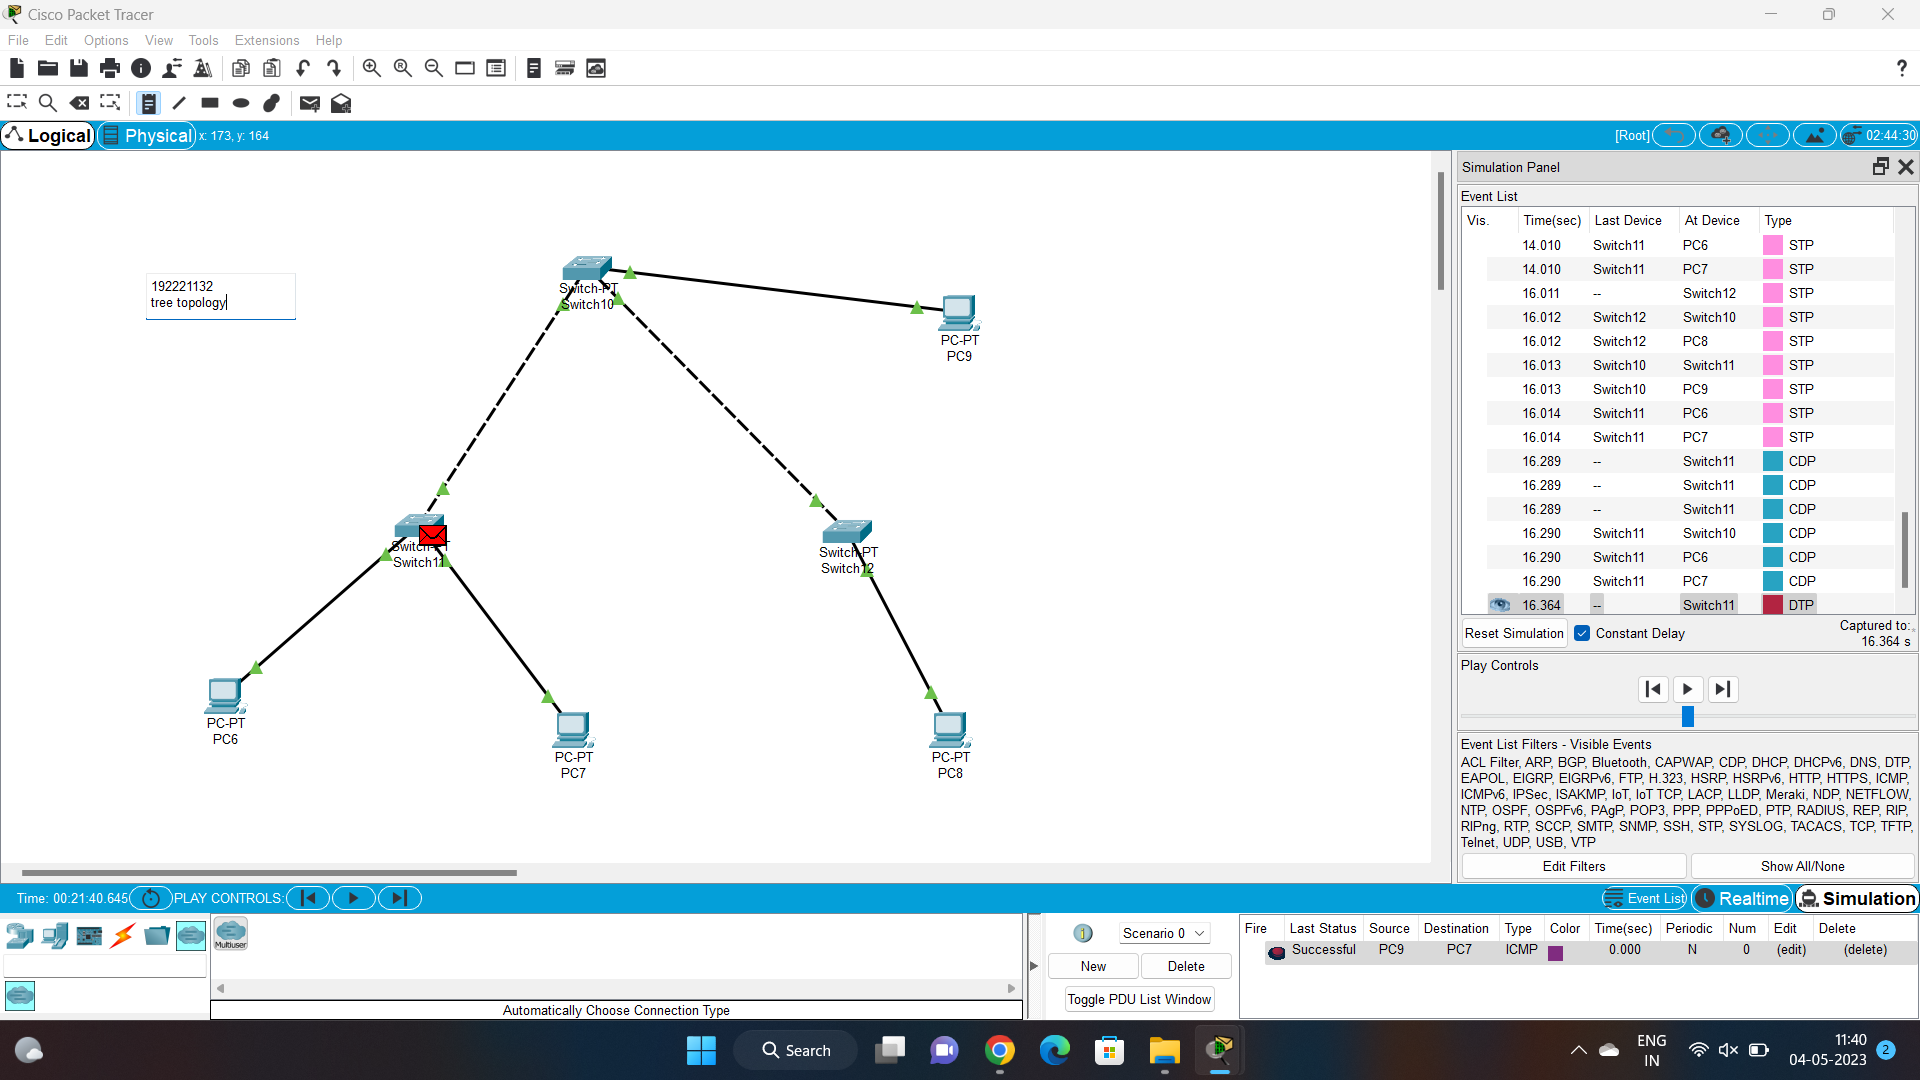 Cisco Packet Tracer
File Edit Options View Tools Extensions Help
?
Logical Physical x: 173, y: 164
[Root] 02:44:30
192221132
tree topology
Switch-PT
Switch10
PC-PT
PC9
Switch-PT
Switch11
Switch-PT
Switch12
PC-PT
PC6
PC-PT
PC7
PC-PT
PC8
Simulation Panel
Event List
Vis. Time(sec) Last Device At Device Type
14.010 Switch11 PC6 STP
14.010 Switch11 PC7 STP
16.011 -- Switch12 STP
16.012 Switch12 Switch10 STP
16.012 Switch12 PC8 STP
16.013 Switch10 Switch11 STP
16.013 Switch10 PC9 STP
16.014 Switch11 PC6 STP
16.014 Switch11 PC7 STP
16.289 -- Switch11 CDP
16.289 -- Switch11 CDP
16.289 -- Switch11 CDP
16.290 Switch11 Switch10 CDP
16.290 Switch11 PC6 CDP
16.290 Switch11 PC7 CDP
16.364 -- Switch11 DTP
Reset Simulation Constant Delay Captured to:
16.364 s
Play Controls
Event List Filters - Visible Events
ACL Filter, ARP, BGP, Bluetooth, CAPWAP, CDP, DHCP, DHCPv6, DNS, DTP,
EAPOL, EIGRP, EIGRPv6, FTP, H.323, HSRP, HSRPv6, HTTP, HTTPS, ICMP,
ICMPv6, IPSec, ISAKMP, IoT, IoT TCP, LACP, LLDP, Meraki, NDP, NETFLOW,
NTP, OSPF, OSPFv6, PAgP, POP3, PPP, PPPoED, PTP, RADIUS, REP, RIP,
RIPng, RTP, SCCP, SMTP, SNMP, SSH, STP, SYSLOG, TACACS, TCP, TFTP,
Telnet, UDP, USB, VTP
Edit Filters Show All/None
Time: 00:21:40.645 PLAY CONTROLS:
Event List Realtime Simulation
Multiuser
Automatically Choose Connection Type
Scenario 0
New Delete
Toggle PDU List Window
Fire Last Status Source Destination Type Color Time(sec) Periodic Num Edit Delete
Successful PC9 PC7 ICMP 0.000 N 0 (edit) (delete)
Search
ENG
IN
11:40
04-05-2023
2